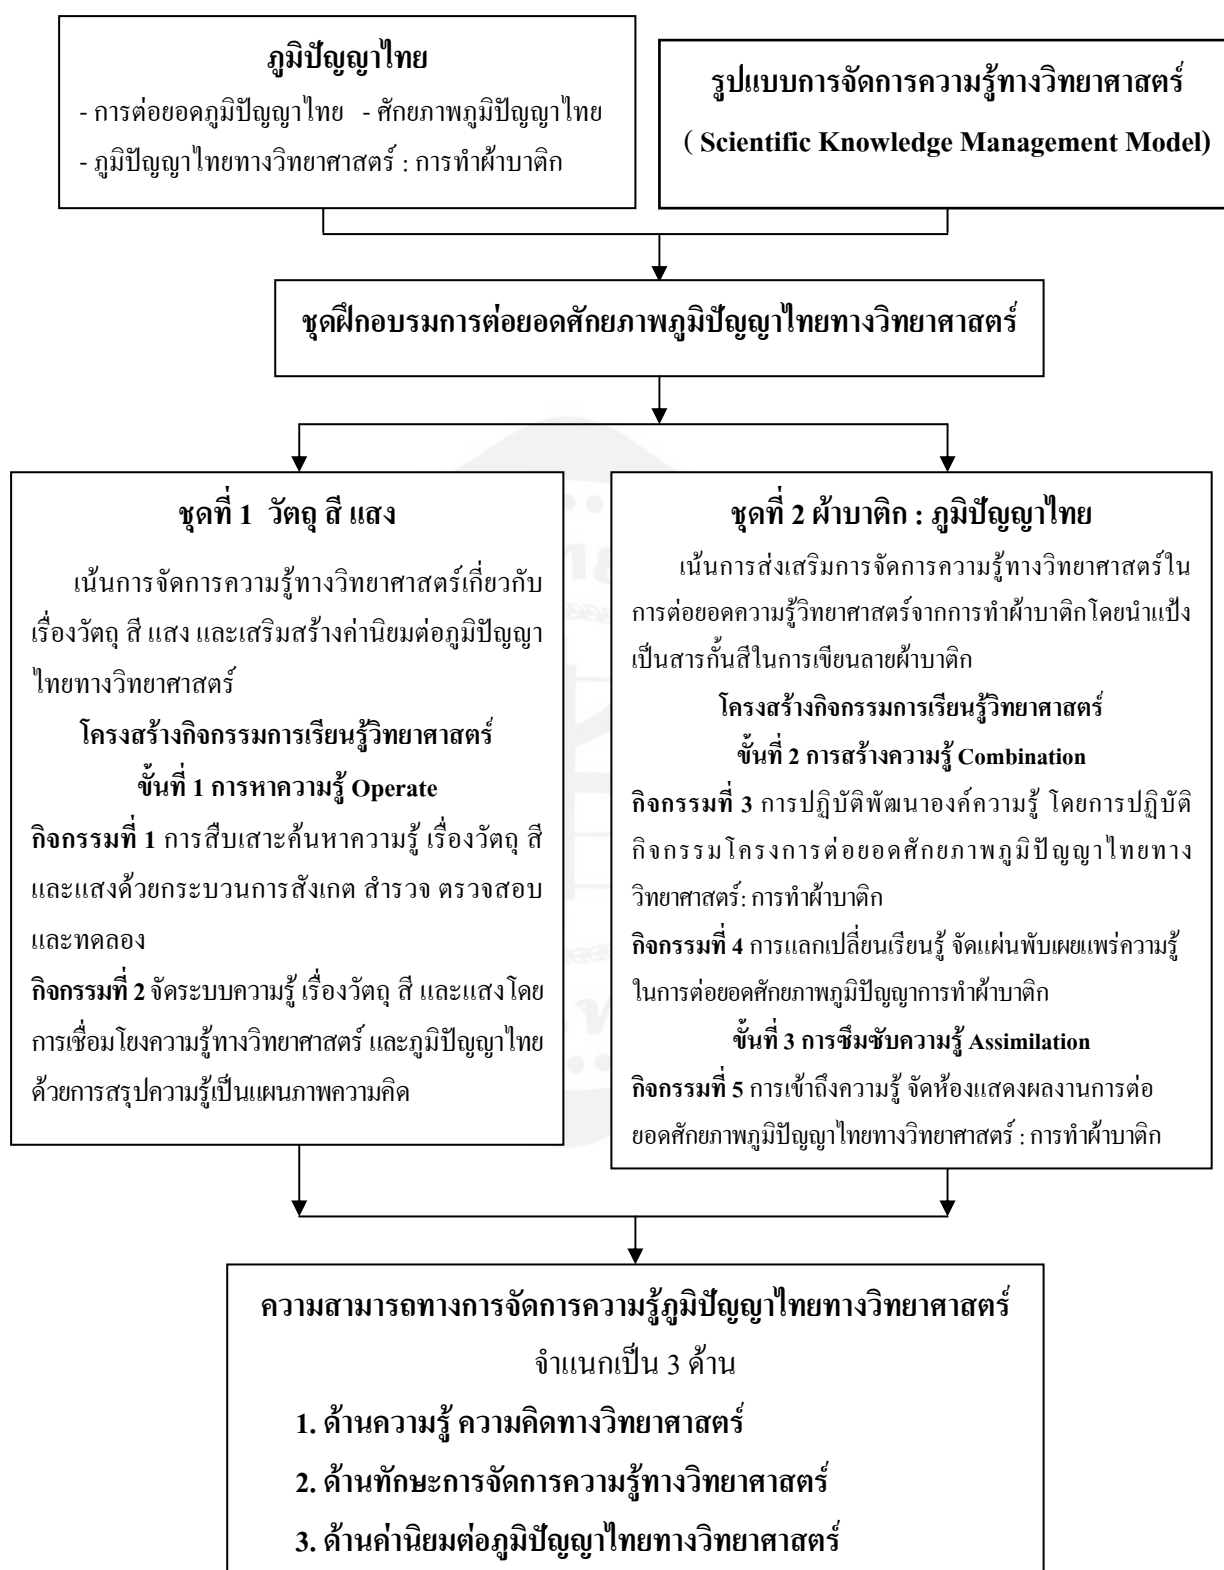 ภูมิปัญญาไทย
- การต่อยอดภูมิปัญญาไทย - ศักยภาพภูมิปัญญาไทย
- ภูมิปัญญาไทยทางวิทยาศาสตร์ : การทำผ้าบาติก
รูปแบบการจัดการความรู้ทางวิทยาศาสตร์
( Scientific Knowledge Management Model)
ชุดฝึกอบรมการต่อยอดศักยภาพภูมิปัญญาไทยทางวิทยาศาสตร์
ชุดที่ 1 วัตถุ สี แสง
เน้นการจัดการความรู้ทางวิทยาศาสตร์เกี่ยวกับ
เรื่องวัตถุ สี แสง และเสริมสร้างค่านิยมต่อภูมิปัญญา
ไทยทางวิทยาศาสตร์
โครงสร้างกิจกรรมการเรียนรู้วิทยาศาสตร์
ขั้นที่ 1 การหาความรู้ Operate
กิจกรรมที่ 1 การสืบเสาะค้นหาความรู้ เรื่องวัตถุ สี
และแสงด้วยกระบวนการสังเกต สำรวจ ตรวจสอบ
และทดลอง
กิจกรรมที่ 2 จัดระบบความรู้ เรื่องวัตถุ สี และแสงโดย
การเชื่อมโยงความรู้ทางวิทยาศาสตร์ และภูมิปัญญาไทย
ด้วยการสรุปความรู้เป็นแผนภาพความคิด
ชุดที่ 2 ผ้าบาติก : ภูมิปัญญาไทย
เน้นการส่งเสริมการจัดการความรู้ทางวิทยาศาสตร์ใน
การต่อยอดความรู้วิทยาศาสตร์จากการทำผ้าบาติกโดยนำแป้ง
เป็นสารกั้นสีในการเขียนลายผ้าบาติก
โครงสร้างกิจกรรมการเรียนรู้วิทยาศาสตร์
ขั้นที่ 2 การสร้างความรู้ Combination
กิจกรรมที่ 3 การปฏิบัติพัฒนาองค์ความรู้ โดยการปฏิบัติ
กิจกรรมโครงการต่อยอดศักยภาพภูมิปัญญาไทยทาง
วิทยาศาสตร์: การทำผ้าบาติก
กิจกรรมที่ 4 การแลกเปลี่ยนเรียนรู้ จัดแผ่นพับเผยแพร่ความรู้
ในการต่อยอดศักยภาพภูมิปัญญาการทำผ้าบาติก
ขั้นที่ 3 การซึมซับความรู้ Assimilation
กิจกรรมที่ 5 การเข้าถึงความรู้ จัดห้องแสดงผลงานการต่อ
ยอดศักยภาพภูมิปัญญาไทยทางวิทยาศาสตร์ : การทำผ้าบาติก
ความสามารถทางการจัดการความรู้ภูมิปัญญาไทยทางวิทยาศาสตร์
จำแนกเป็น 3 ด้าน
1. ด้านความรู้ ความคิดทางวิทยาศาสตร์
2. ด้านทักษะการจัดการความรู้ทางวิทยาศาสตร์
3. ด้านค่านิยมต่อภูมิปัญญาไทยทางวิทยาศาสตร์